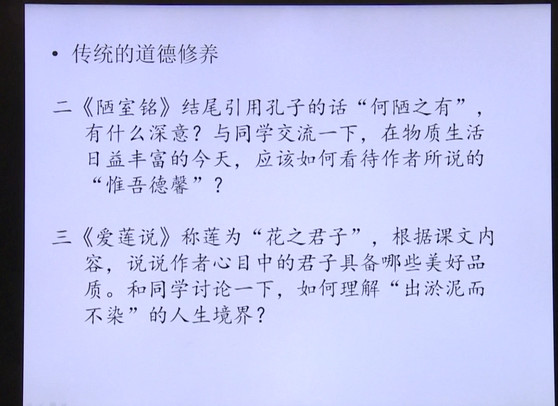 • 传统的道德修养
二《陋室铭》结尾引用孔子的话“何陋之有”，
有什么深意？与同学交流一下，在物质生活
日益丰富的今天，应该如何看待作者所说的
“惟吾德馨”？
三《爱莲说》称莲为“花之君子”，根据课文内
容，说说作者心目中的君子具备哪些美好品
质。和同学讨论一下，如何理解“出淤泥而
不染”的人生境界？